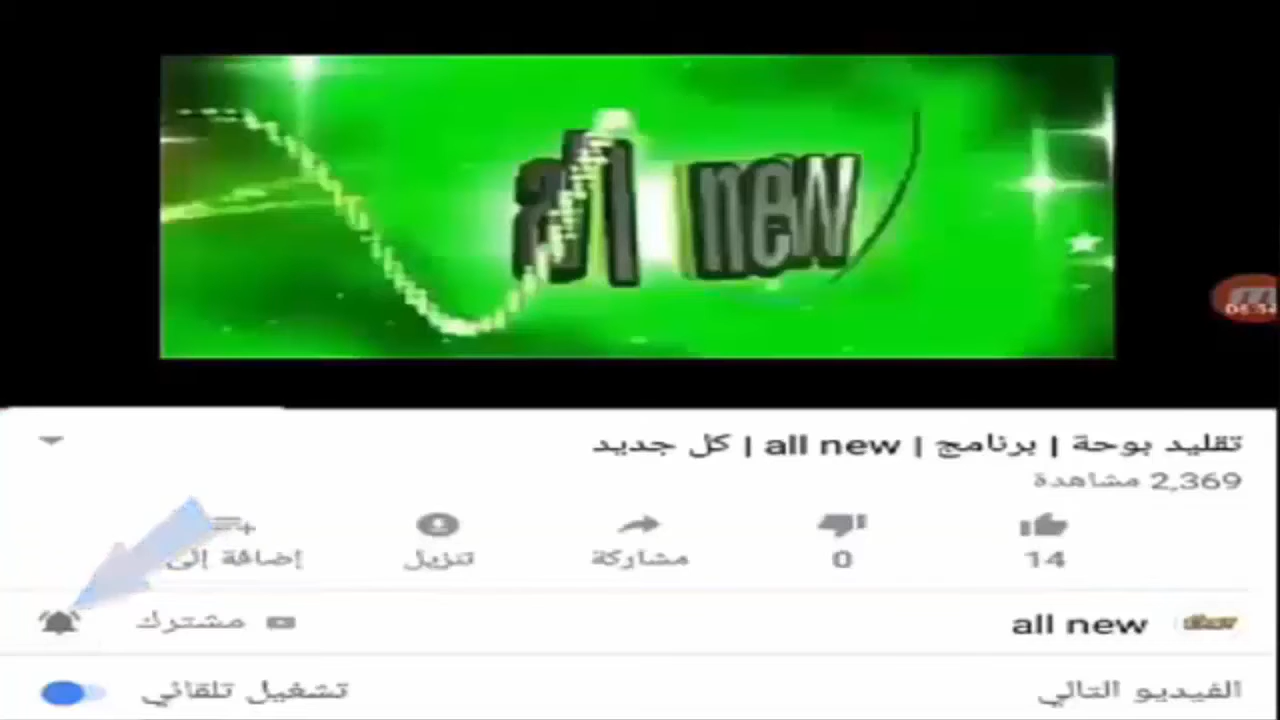 all new
تقليد بوحة | برنامج | all new | كل جديد
2,369 مشاهدة
14
0
مشاركة
تنزيل
إضافة إلى
all new
مشترك
الفيديو التالي
تشغيل تلقائي